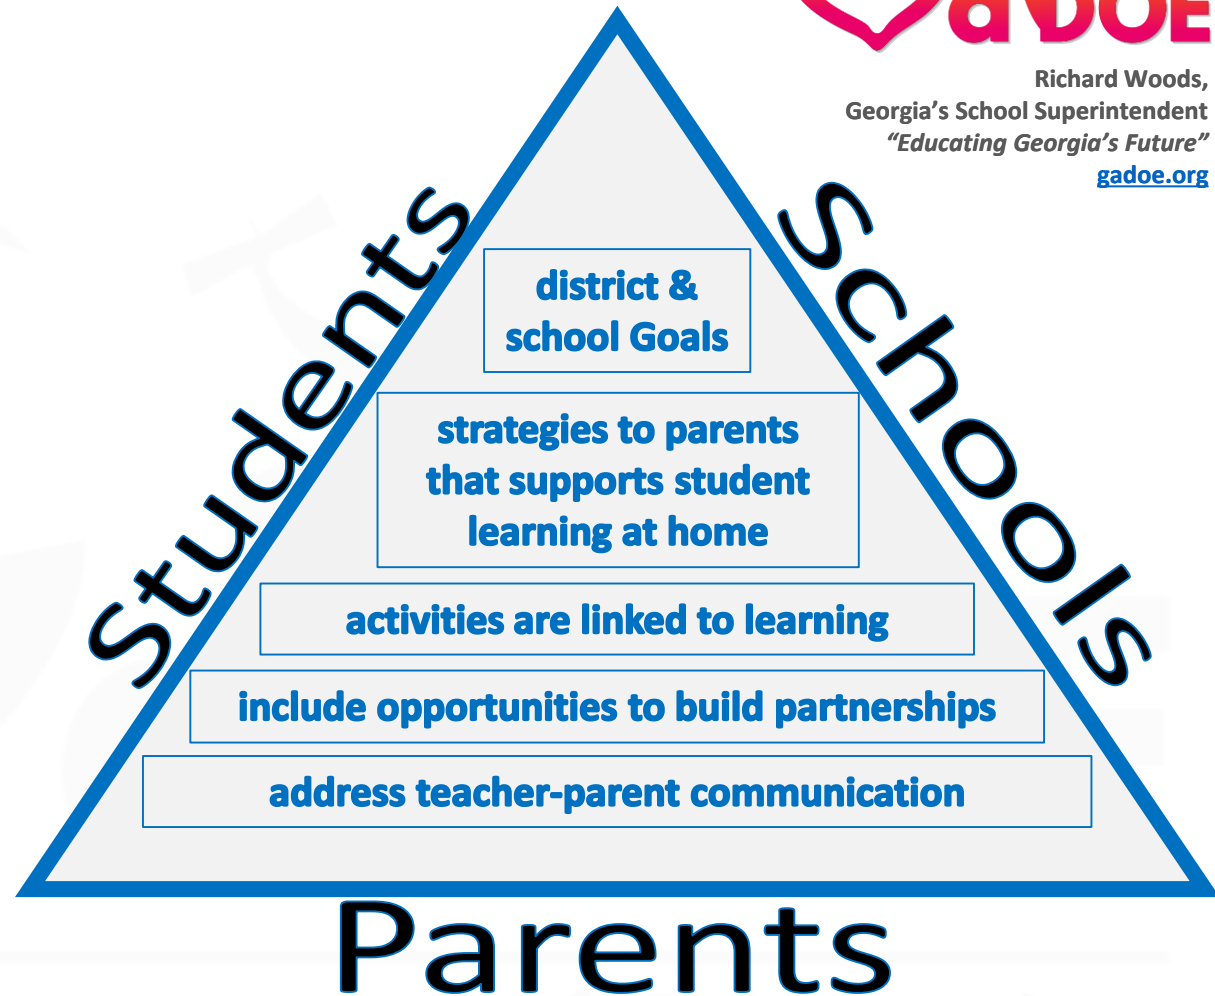 aDOE
Richard Woods,
Georgia's School Superintendent
“Educating Georgia's Future”
gadoe.org
Students
Schools
district &
school Goals
strategies to parents
that supports student
learning at home
activities are linked to learning
include opportunities to build partnerships
address teacher-parent communication
Parents